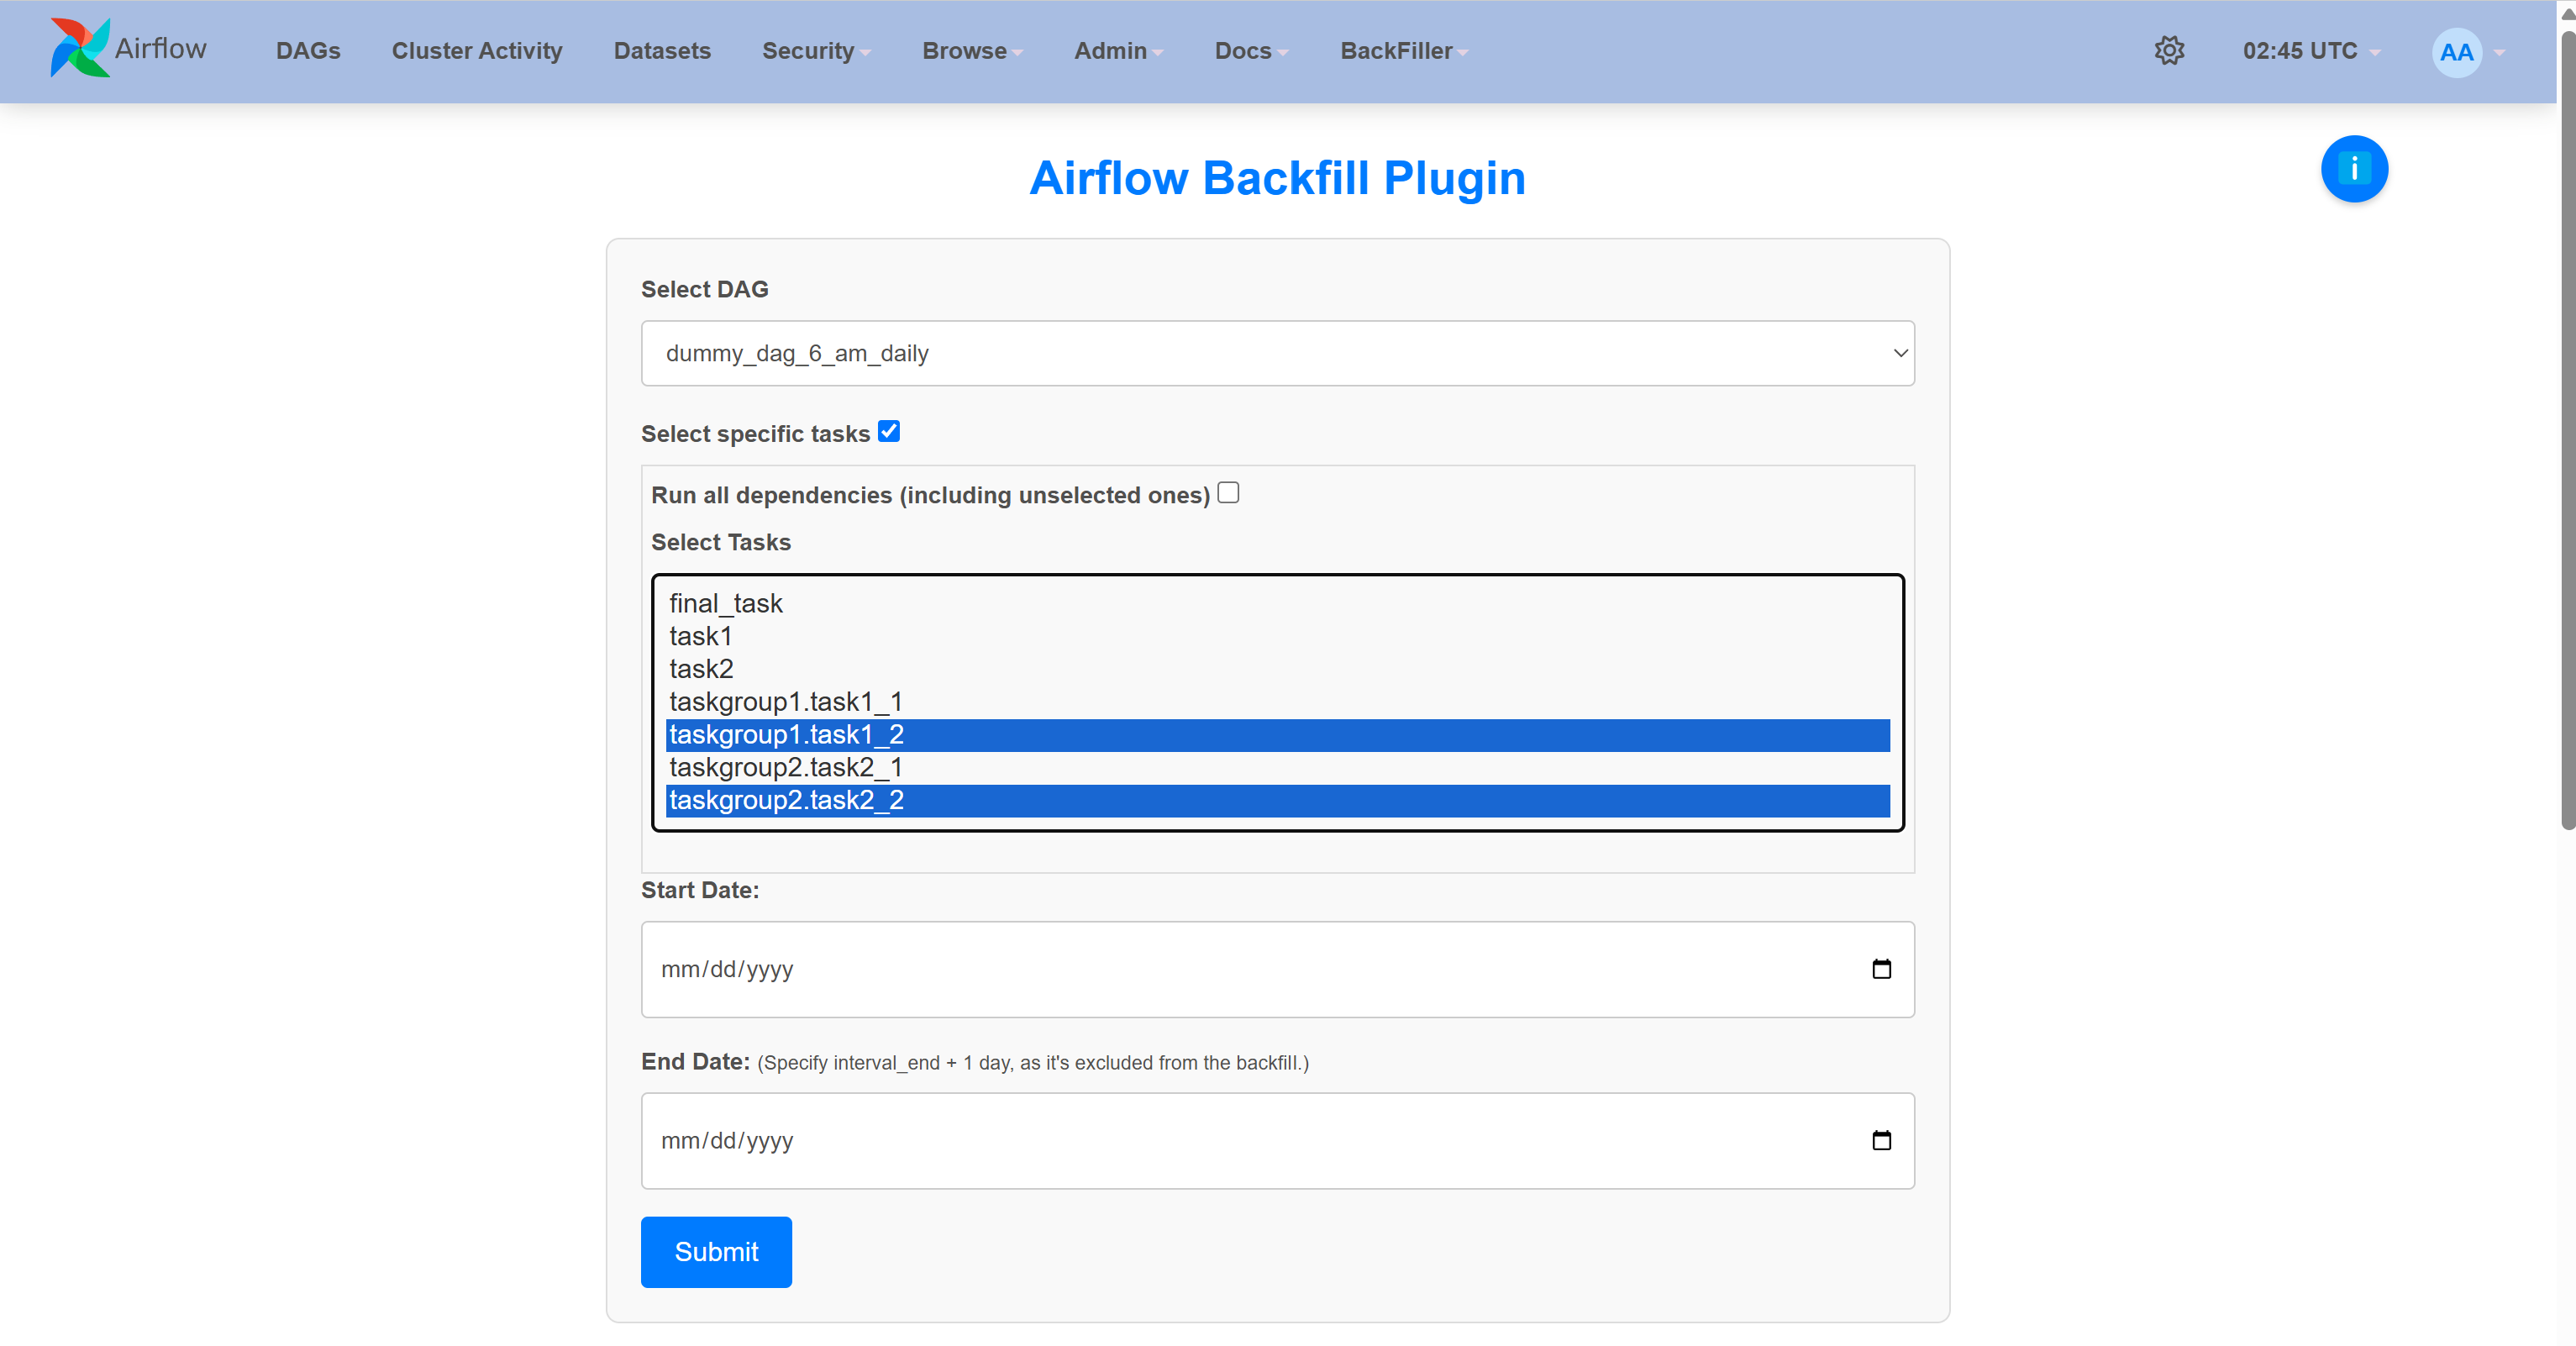 Airflow DAGs Cluster Activity Datasets Security Browse Admin Docs BackFiller 02:45 UTC AA
Airflow Backfill Plugin
i
Select DAG
dummy_dag_6_am_daily
Select specific tasks
Run all dependencies (including unselected ones)
Select Tasks
final_task
task1
task2
taskgroup1.task1_1
taskgroup1.task1_2
taskgroup2.task2_1
taskgroup2.task2_2
Start Date:
mm/dd/yyyy
End Date: (Specify interval_end + 1 day, as it's excluded from the backfill.)
mm/dd/yyyy
Submit